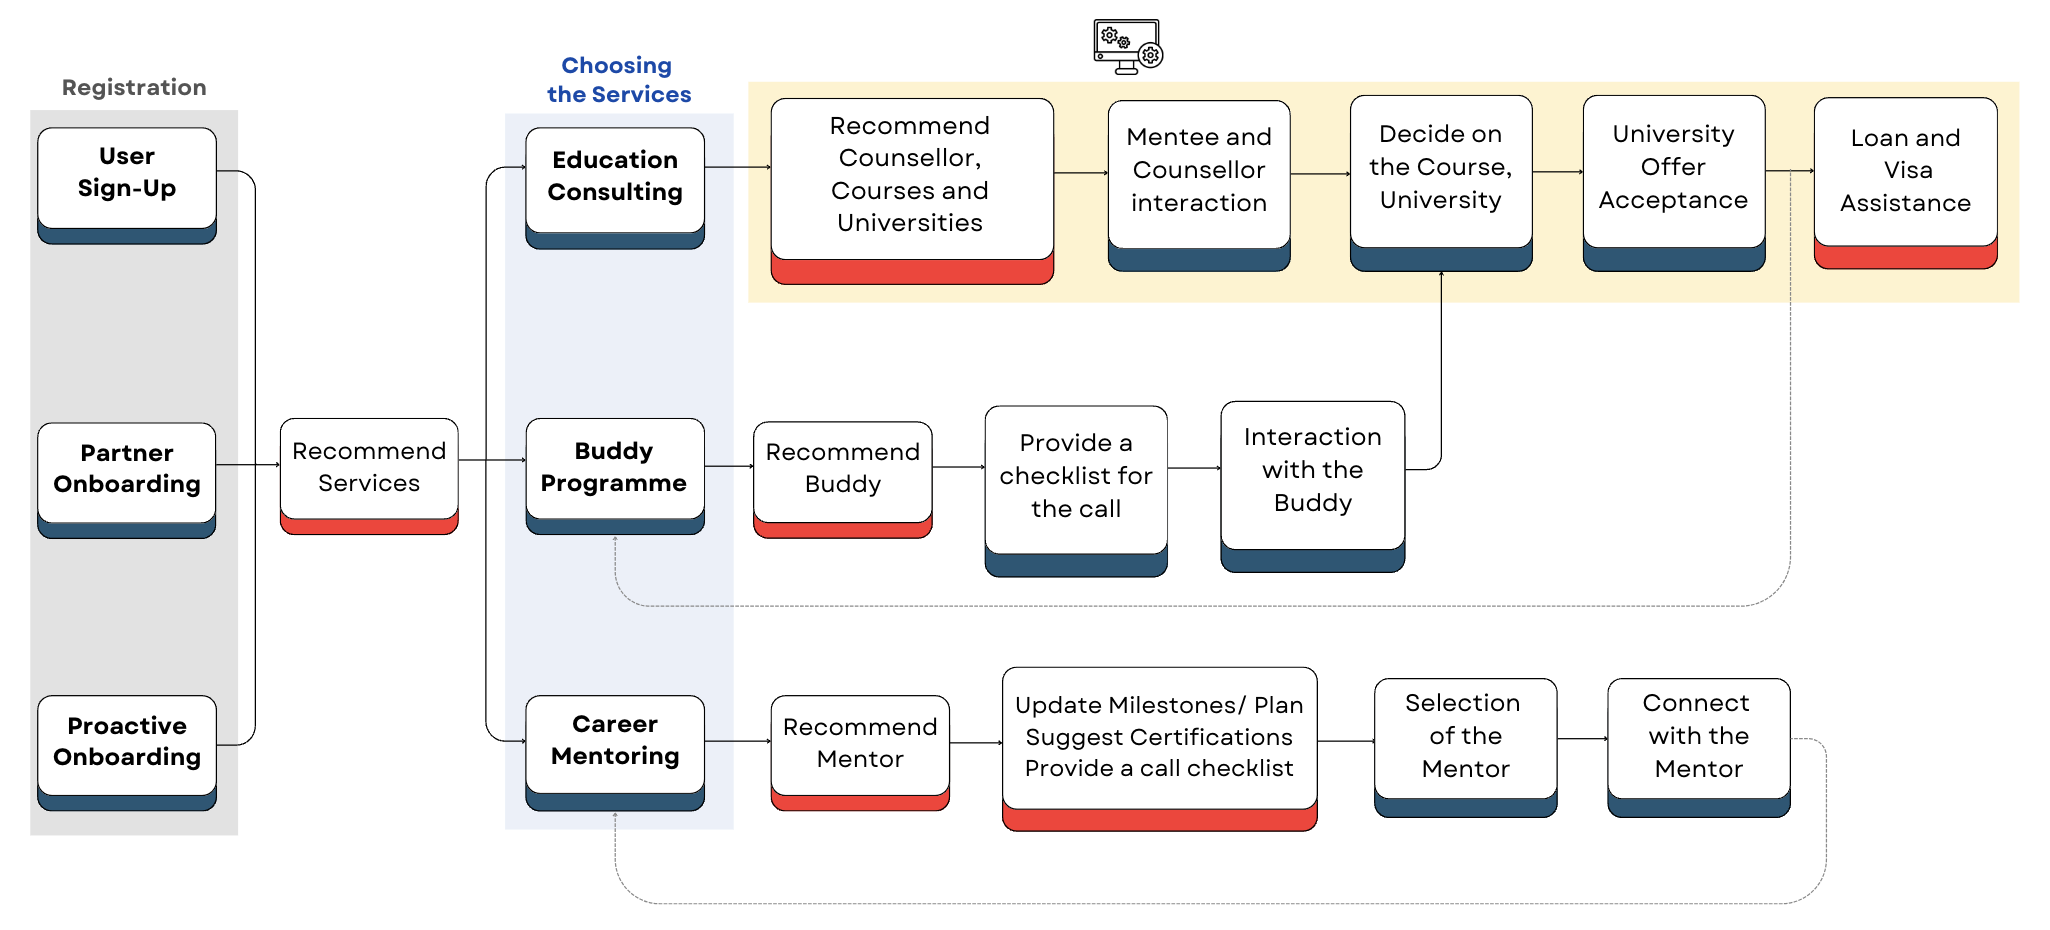 Registration
Choosing
the Services
User
Sign-Up
Partner
Onboarding
Proactive
Onboarding
Recommend
Services
Education
Consulting
Recommend
Counsellor,
Courses and
Universities
Mentee and
Counsellor
interaction
Decide on
the Course,
University
University
Offer
Acceptance
Loan and
Visa
Assistance
Buddy
Programme
Recommend
Buddy
Provide a
checklist for
the call
Interaction
with the
Buddy
Career
Mentoring
Recommend
Mentor
Update Milestones/ Plan
Suggest Certifications
Provide a call checklist
Selection
of the
Mentor
Connect
with the
Mentor